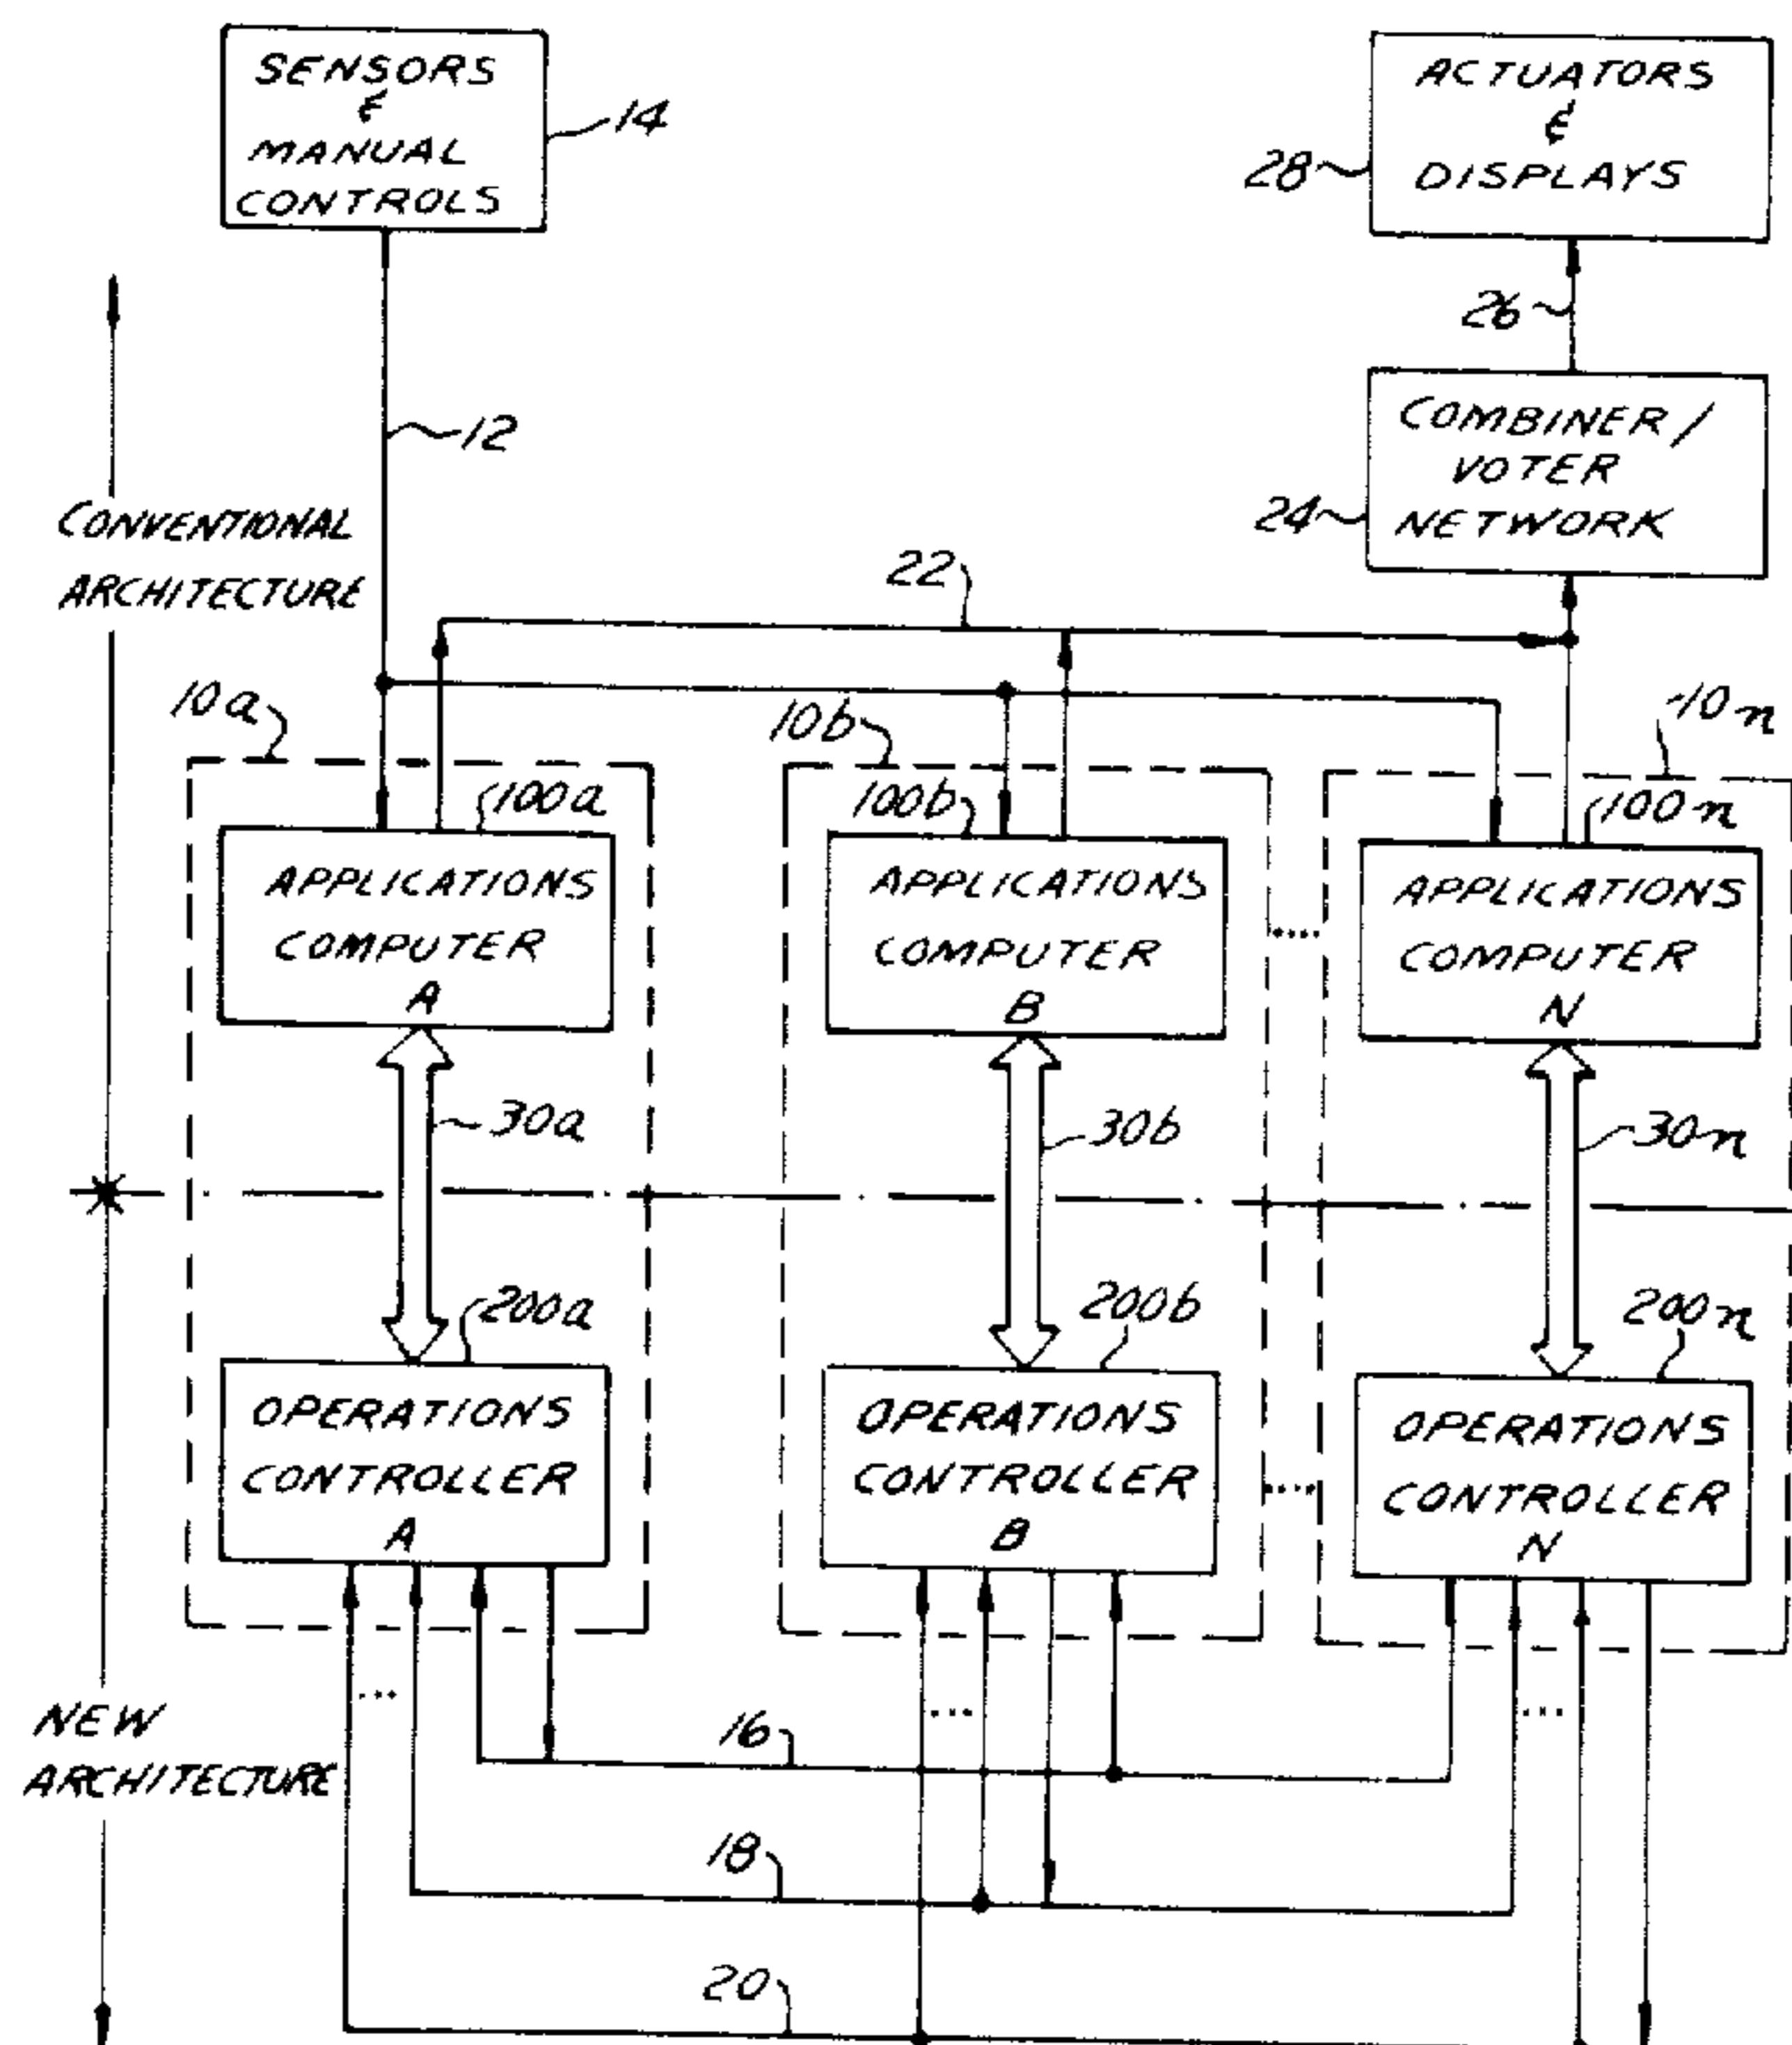 SENSORS
&
MANUAL
CONTROLS
14
ACTUATORS
&
DISPLAYS
28
26
12
COMBINER/
VOTER
NETWORK
24
CONVENTIONAL
ARCHITECTURE
22
10a
10b
10n
100a
100b
100n
APPLICATIONS
COMPUTER
A
APPLICATIONS
COMPUTER
B
APPLICATIONS
COMPUTER
N
30a
30b
30n
200a
200b
200n
OPERATIONS
CONTROLLER
A
OPERATIONS
CONTROLLER
B
OPERATIONS
CONTROLLER
N
NEW
ARCHITECTURE
16
18
20